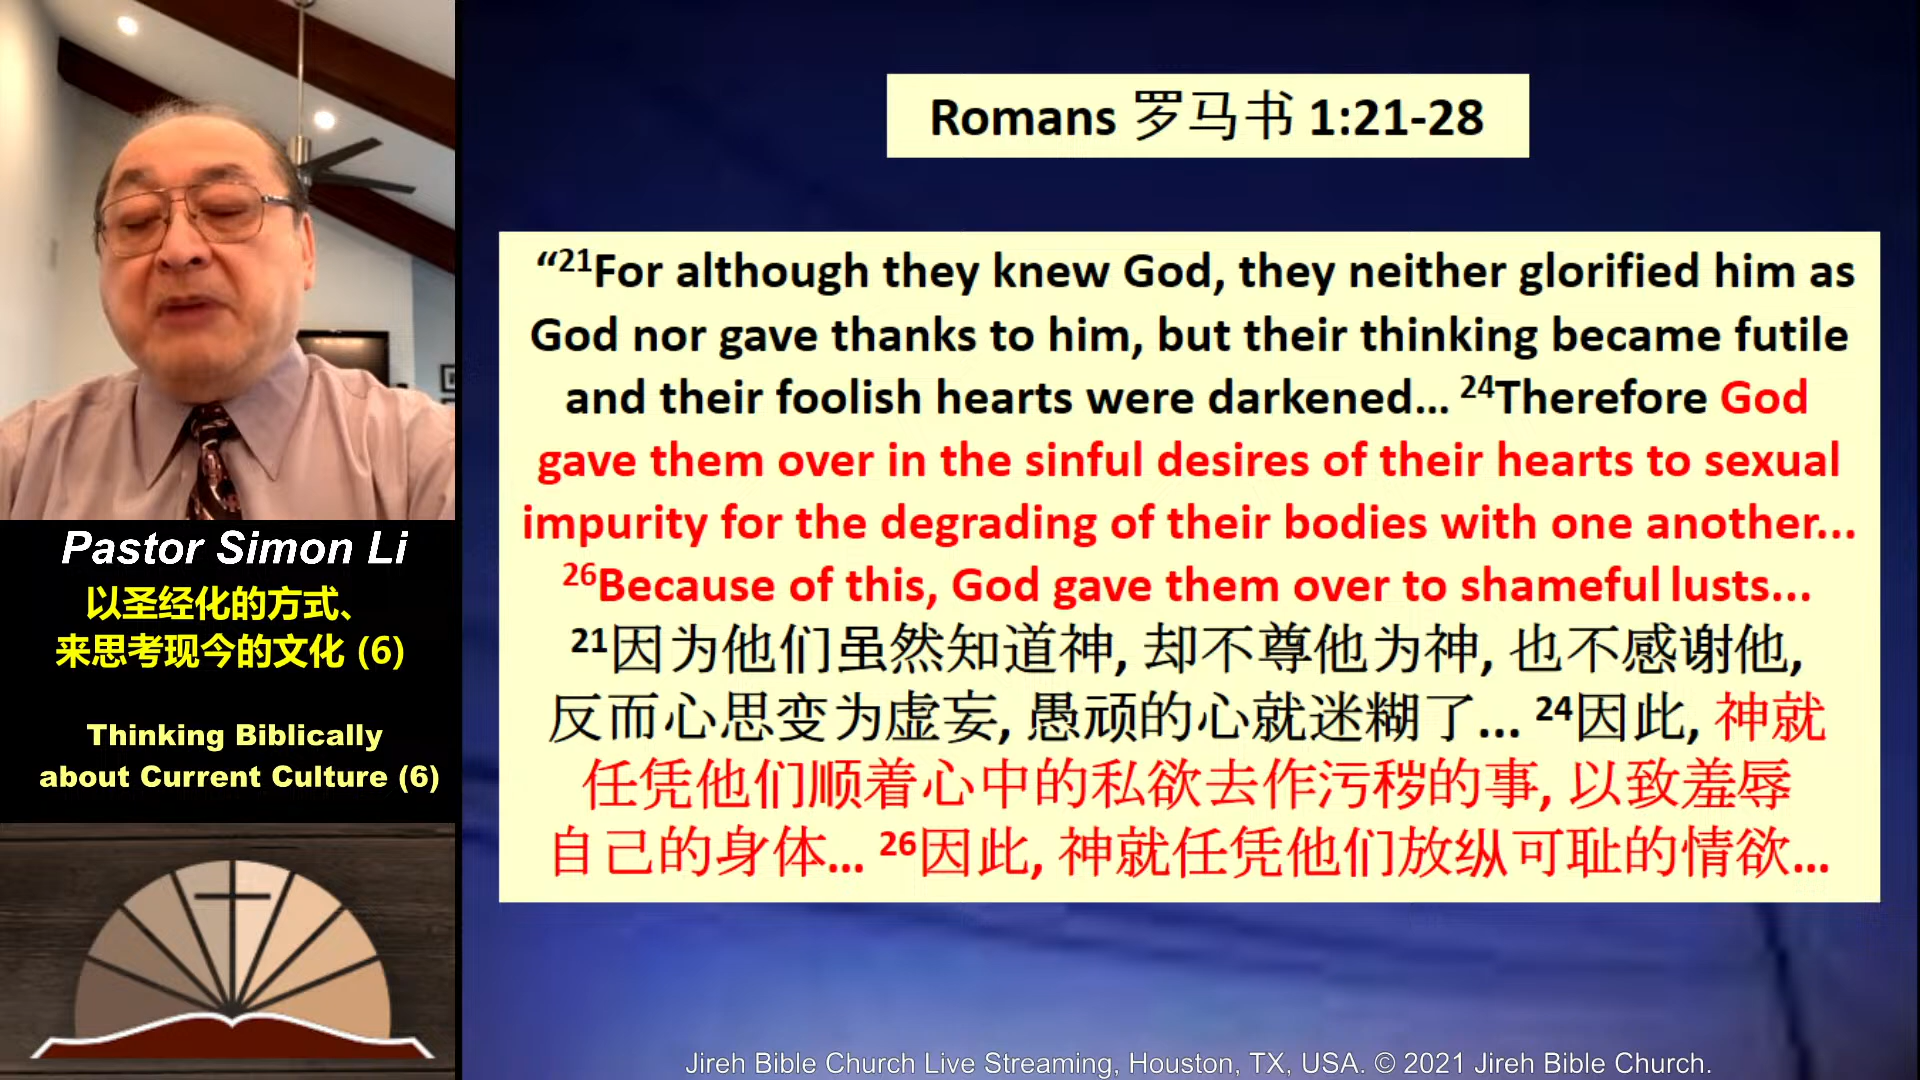 Pastor Simon Li
以圣经化的方式、
来思考现今的文化 (6)
Thinking Biblically
about Current Culture (6)
Romans 罗马书 1:21-28
“21For although they knew God, they neither glorified him as
God nor gave thanks to him, but their thinking became futile
and their foolish hearts were darkened... 24Therefore God
gave them over in the sinful desires of their hearts to sexual
impurity for the degrading of their bodies with one another...
26Because of this, God gave them over to shameful lusts...
21因为他们虽然知道神, 却不尊他为神, 也不感谢他,
反而心思变为虚妄, 愚顽的心就迷糊了... 24因此, 神就
任凭他们顺着心中的私欲去作污秽的事, 以致羞辱
自己的身体... 26因此, 神就任凭他们放纵可耻的情欲...
Jireh Bible Church Live Streaming, Houston, TX, USA. © 2021 Jireh Bible Church.